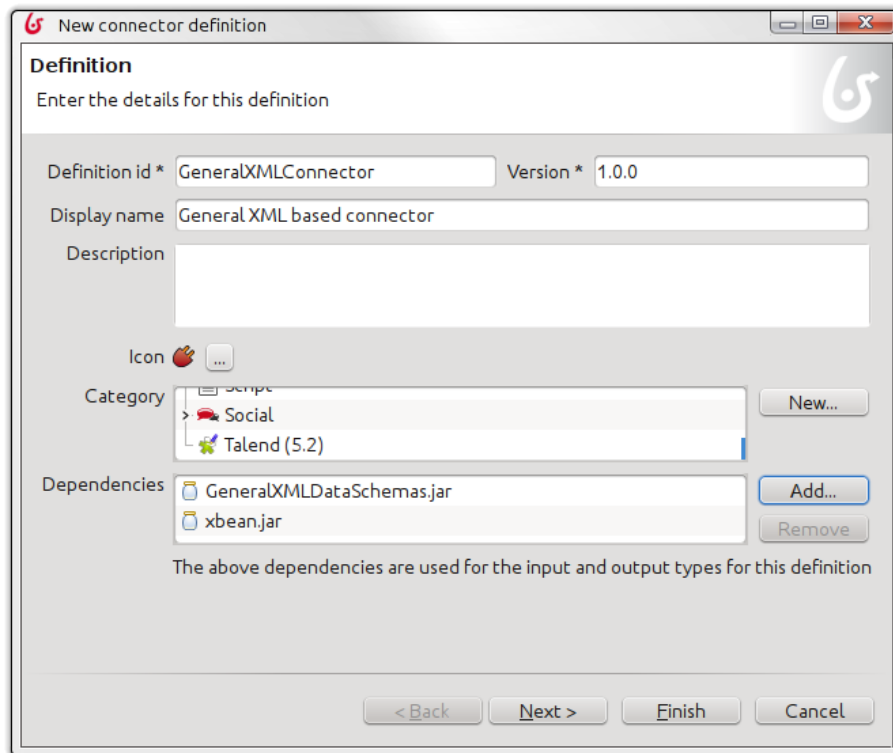 New connector definition
Definition
Enter the details for this definition
Definition id * GeneralXMLConnector Version * 1.0.0
Display name General XML based connector
Description
Icon ...
Category
Script
Social
New...
Talend (5.2)
Dependencies
GeneralXMLDataSchemas.jar
Add...
xbean.jar
Remove
The above dependencies are used for the input and output types for this definition
< Back Next > Finish Cancel